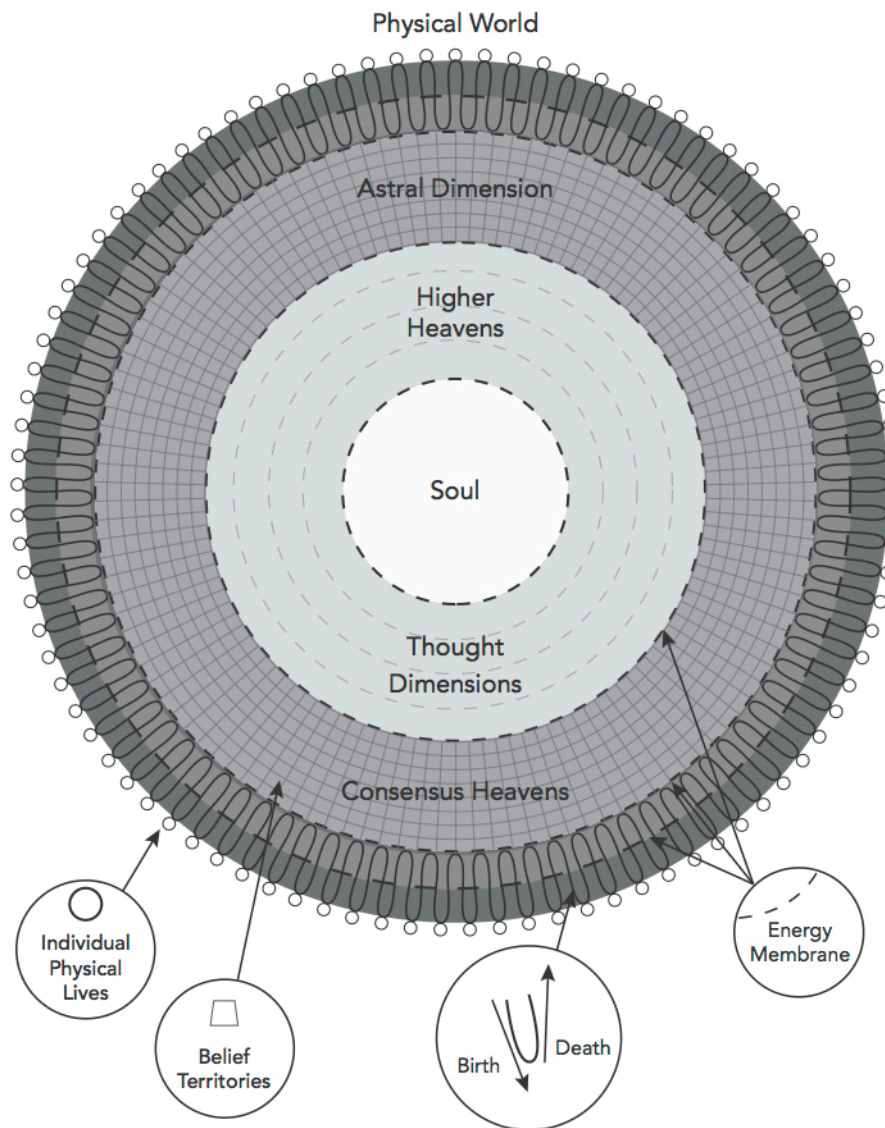 Physical World
Astral Dimension
Higher
Heavens
Soul
Thought
Dimensions
Consensus Heavens
Individual
Physical
Lives
Belief
Territories
Birth
Death
Energy
Membrane